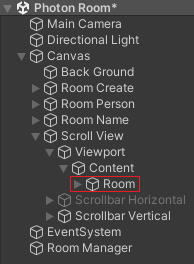 Photon Room*
Main Camera
Directional Light
Canvas
Back Ground
Room Create
Room Person
Room Name
Scroll View
Viewport
Content
Room
Scrollbar Horizontal
Scrollbar Vertical
EventSystem
Room Manager